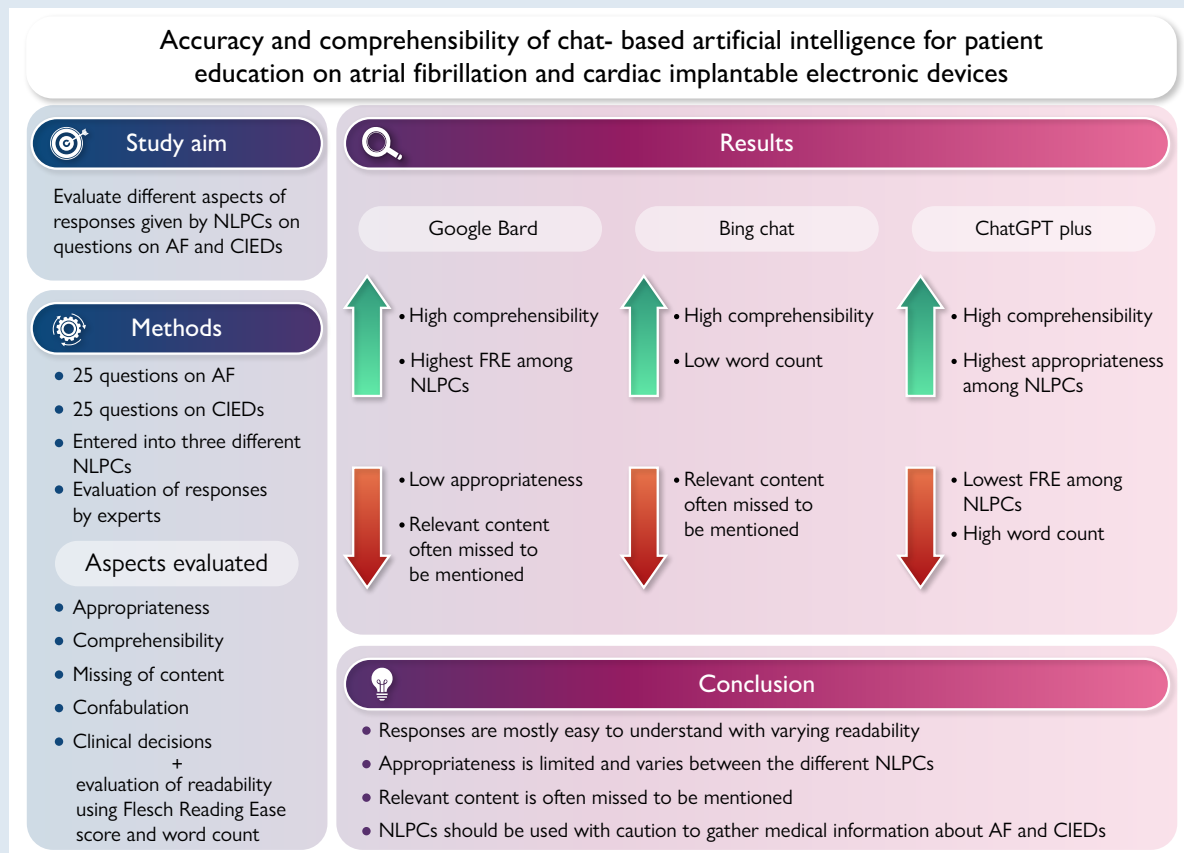 Accuracy and comprehensibility of chat- based artificial intelligence for patient
education on atrial fibrillation and cardiac implantable electronic devices
Study aim
Evaluate different aspects of
responses given by NLPCs on
questions on AF and CIEDs
Methods
• 25 questions on AF
• 25 questions on CIEDs
• Entered into three different
NLPCs
• Evaluation of responses
by experts
Aspects evaluated
• Appropriateness
• Comprehensibility
• Missing of content
• Confabulation
• Clinical decisions
+
evaluation of readability
using Flesch Reading Ease
score and word count
Results
Google Bard
• High comprehensibility
• Highest FRE among
NLPCs
• Low appropriateness
• Relevant content
often missed to
be mentioned
Bing chat
• High comprehensibility
• Low word count
• Relevant content
often missed to
be mentioned
ChatGPT plus
• High comprehensibility
• Highest appropriateness
among NLPCs
• Lowest FRE among
NLPCs
• High word count
Conclusion
• Responses are mostly easy to understand with varying readability
• Appropriateness is limited and varies between the different NLPCs
• Relevant content is often missed to be mentioned
• NLPCs should be used with caution to gather medical information about AF and CIEDs